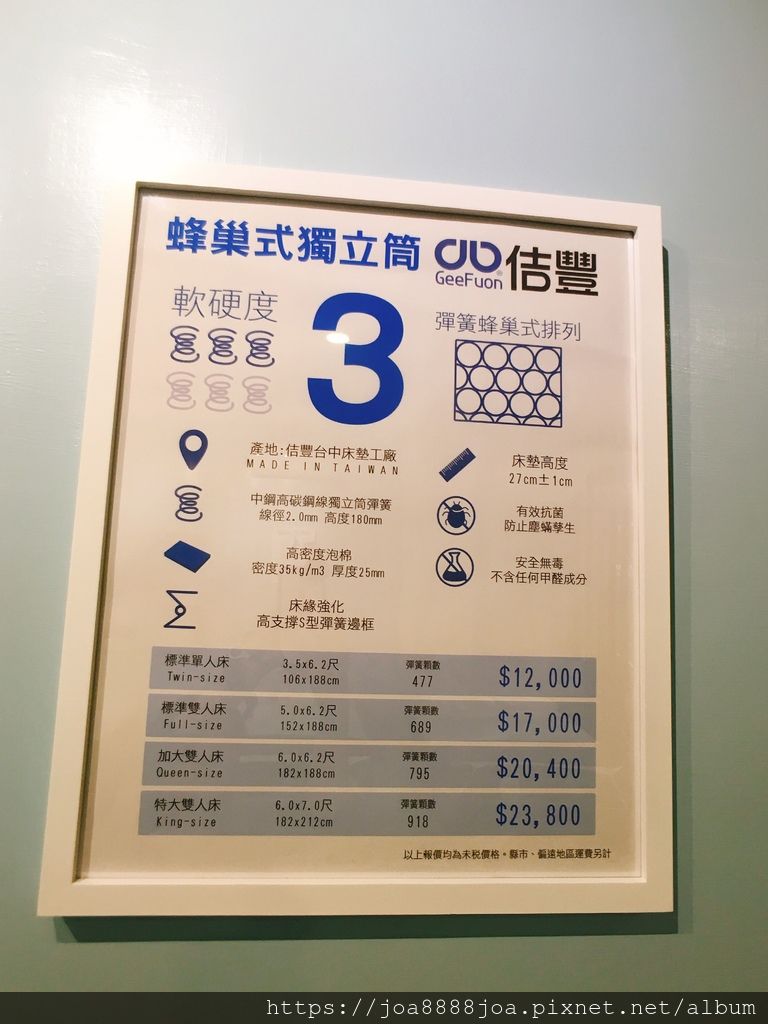 蜂巢式獨立筒
GeeFuon®
佶豐
軟硬度
3
彈簧蜂巢式排列
產地:佶豐台中床墊工廠
MADE IN TAIWAN
床墊高度
27cm±1cm
中鋼高碳鋼線獨立筒彈簧
線徑2.0mm 高度180mm
有效抗菌
防止塵蟎孳生
高密度泡棉
密度35kg/m3 厚度25mm
安全無毒
不含任何甲醛成分
床緣強化
高支撐S型彈簧邊框
標準單人床 3.5x6.2尺 彈簧顆數 $12,000
Twin-size 106x188cm 477
標準雙人床 5.0x6.2尺 彈簧顆數 $17,000
Full-size 152x188cm 689
加大雙人床 6.0x6.2尺 彈簧顆數 $20,400
Queen-size 182x188cm 795
特大雙人床 6.0x7.0尺 彈簧顆數 $23,800
King-size 182x212cm 918
以上報價均為未稅價格。縣市、偏遠地區運費另計
https://joa8888joa.pixnet.net/album